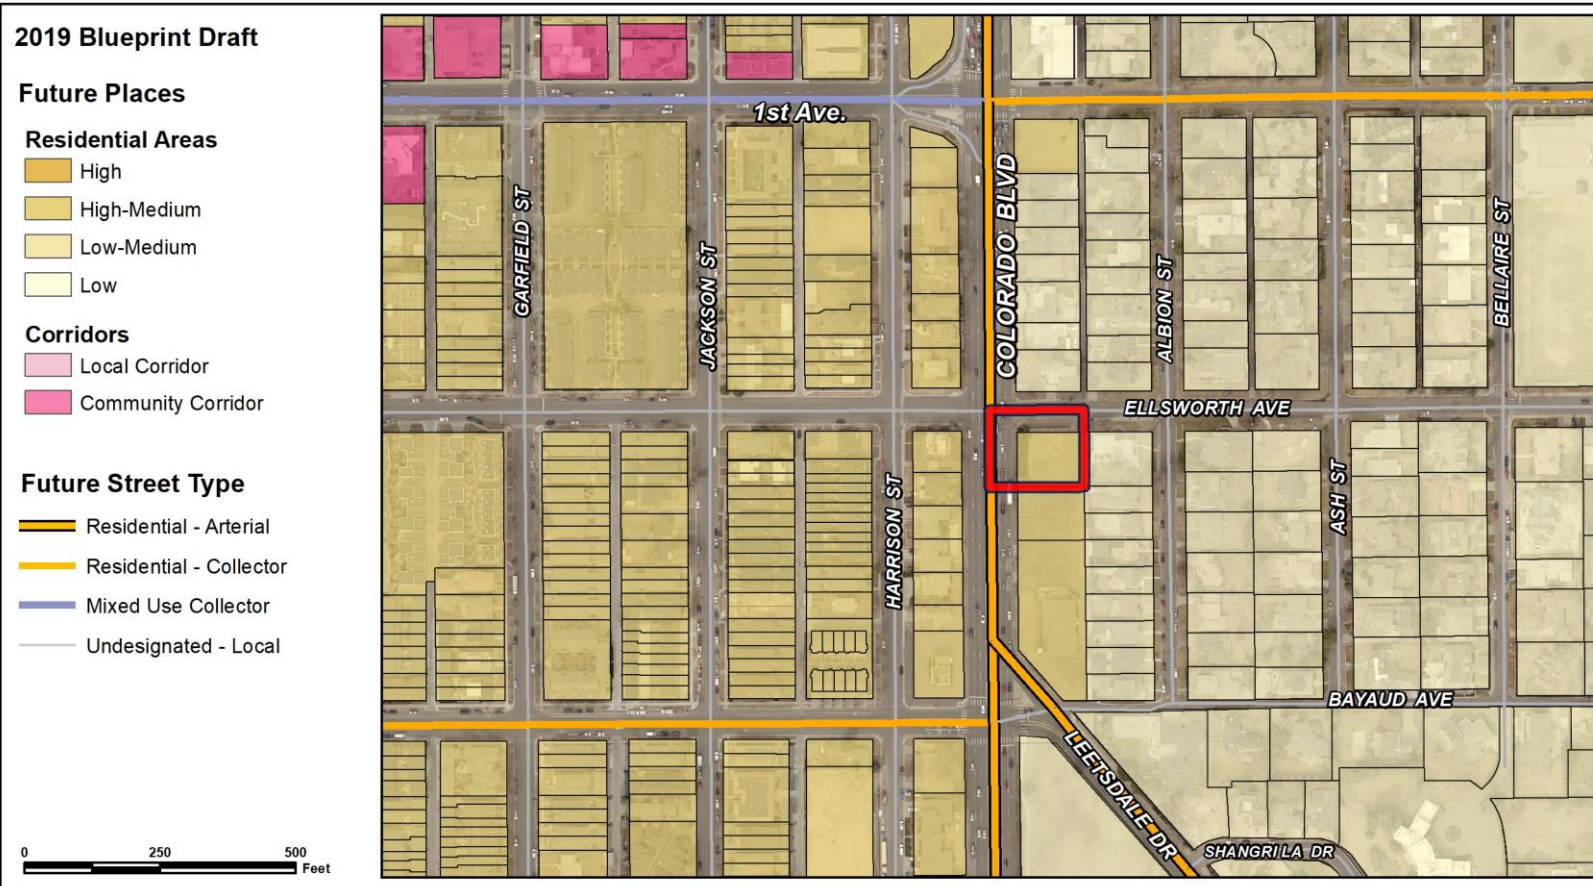 2019 Blueprint Draft
Future Places
Residential Areas
High
High-Medium
Low-Medium
Low
Corridors
Local Corridor
Community Corridor
Future Street Type
Residential - Arterial
Residential - Collector
Mixed Use Collector
Undesignated - Local
0 250 500
Feet
1st Ave.
GARFIELD ST
JACKSON ST
HARRISON ST
COLORADO BLVD
ALBION ST
ASH ST
BELLAIRE ST
ELLSWORTH AVE
BAYAUD AVE
LEETSDALE DR
SHANGRI LA DR